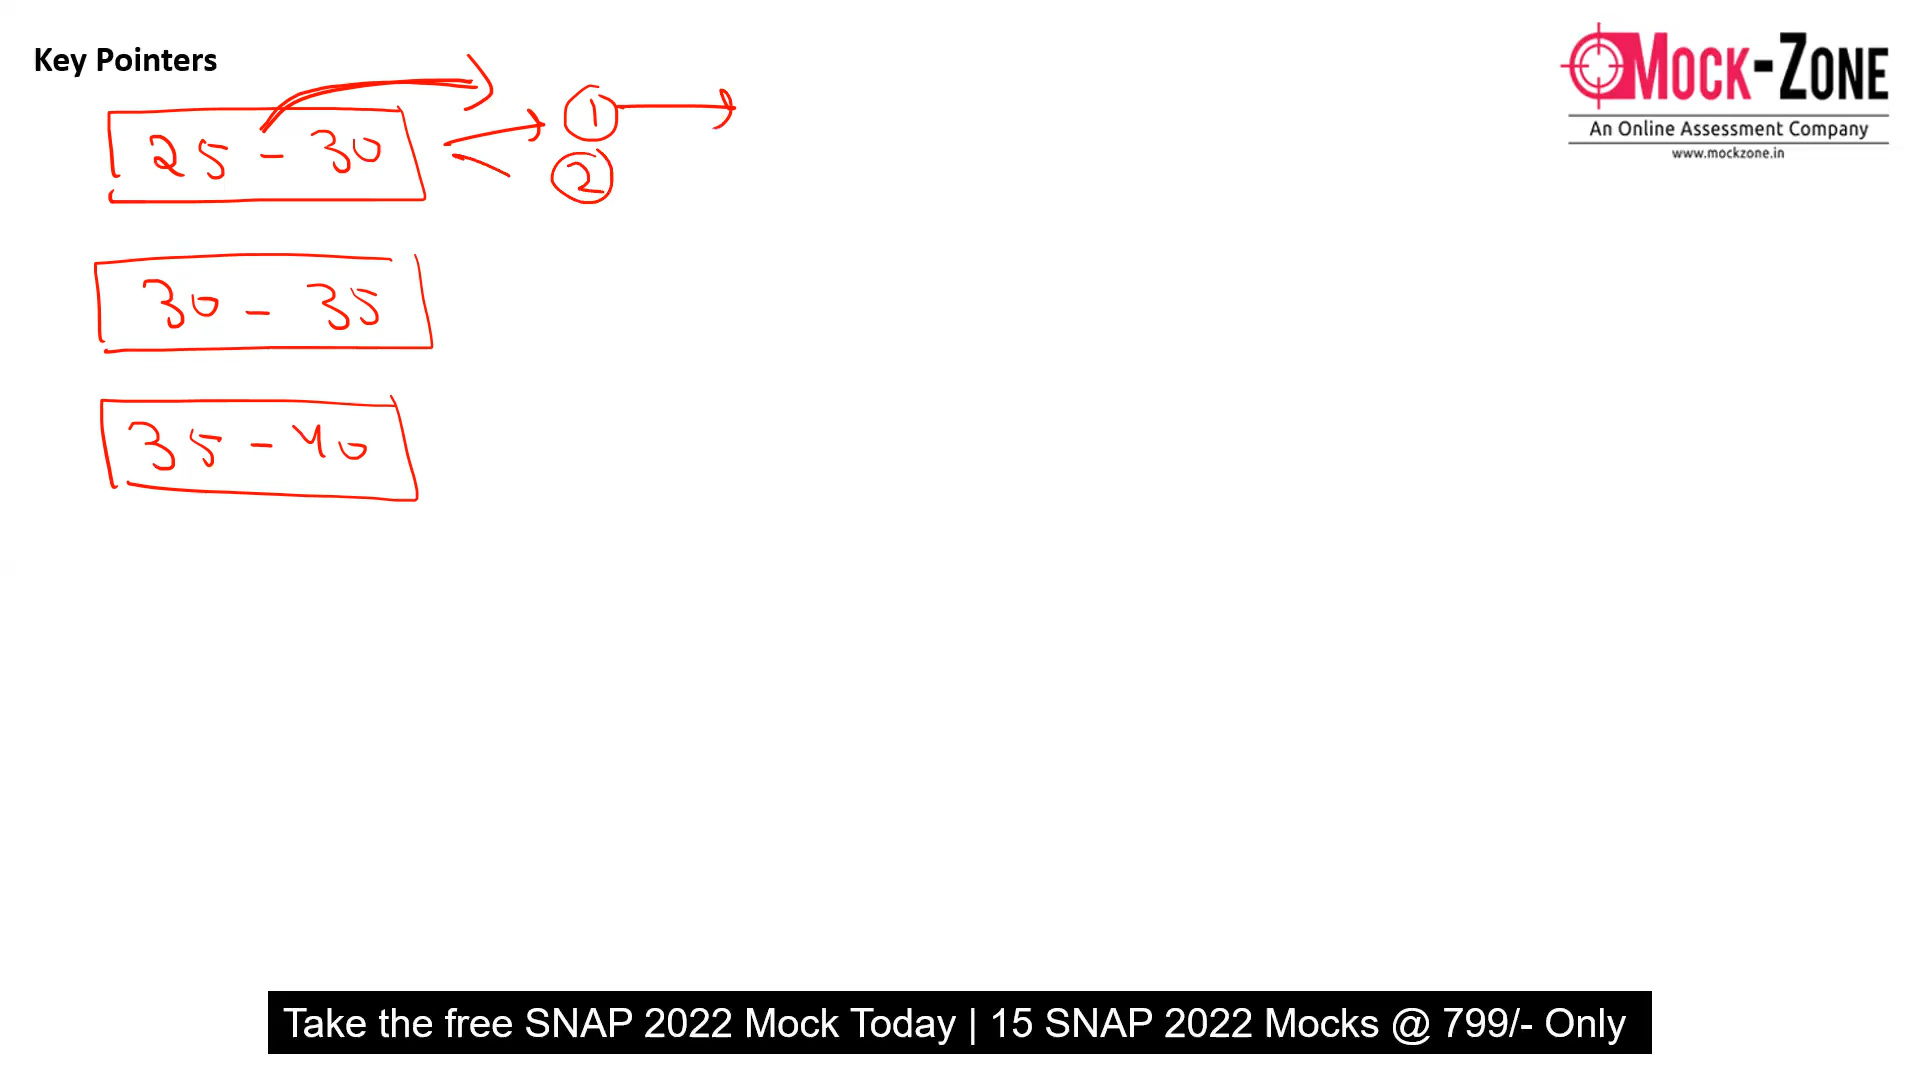 Key Pointers
MOCK-ZONE
An Online Assessment Company
www.mockzone.in
25 - 30
1
2
30 - 35
35 - 40
Take the free SNAP 2022 Mock Today | 15 SNAP 2022 Mocks @ 799/- Only